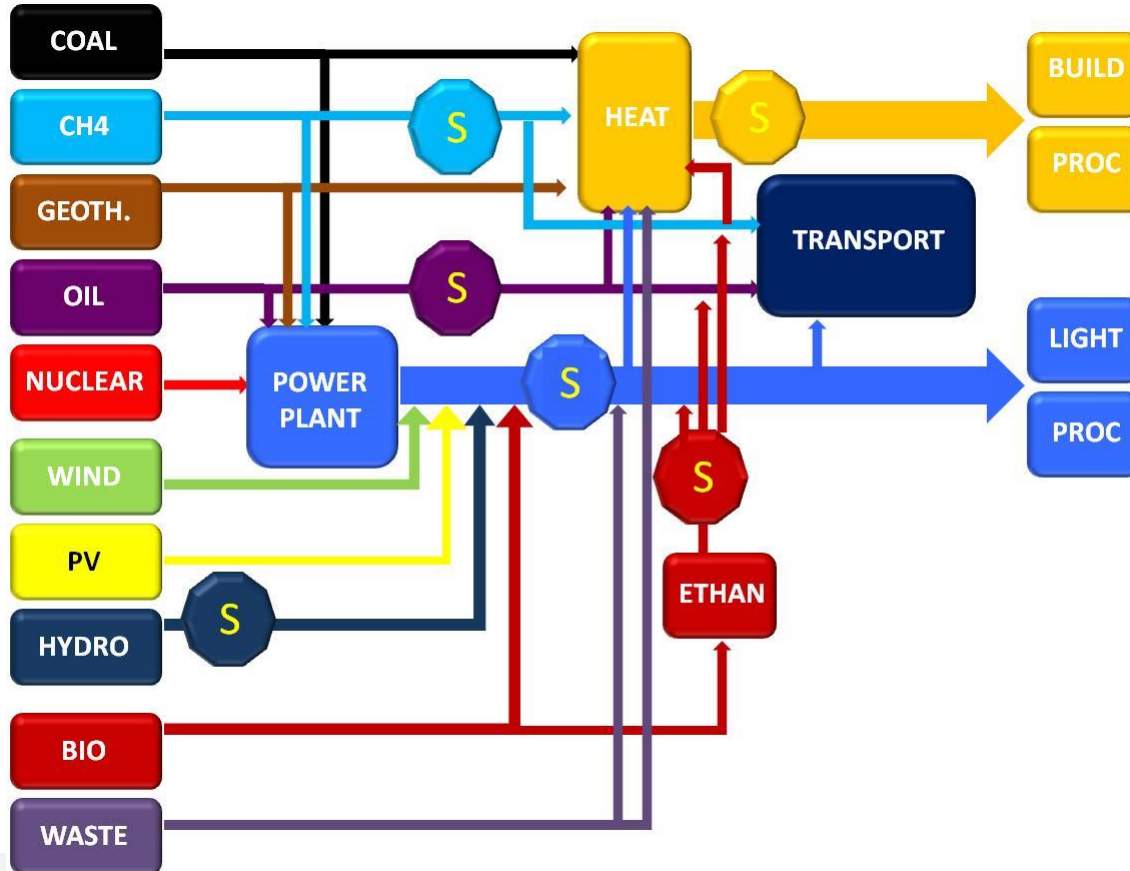 COAL
BUILD
CH4
S
HEAT
S
PROC
GEOTH.
TRANSPORT
OIL
S
LIGHT
NUCLEAR
POWER
PLANT
S
PROC
WIND
S
PV
ETHAN
HYDRO
S
BIO
WASTE